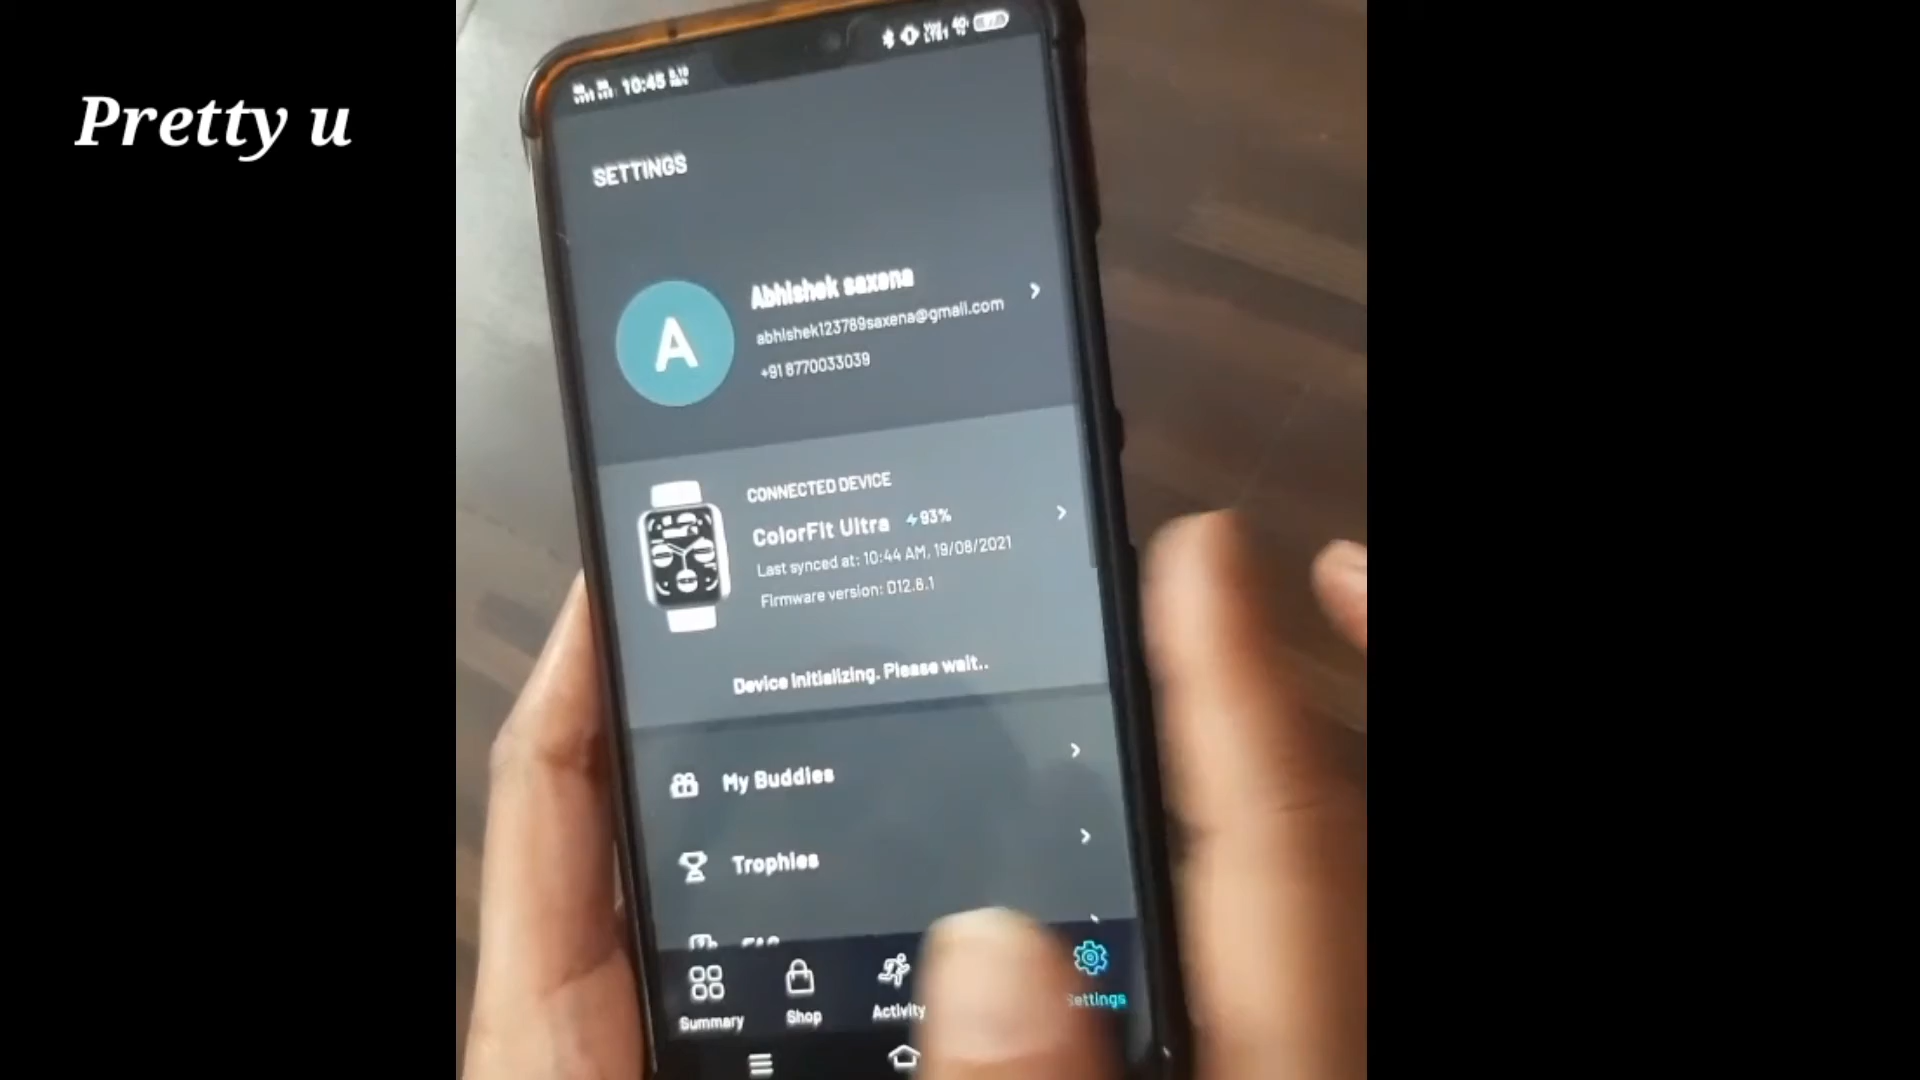 Pretty u
10:45
SETTINGS
A
Abhishek saxena
abhishek123789saxena@gmail.com
+91 8770033039
CONNECTED DEVICE
ColorFit Ultra 93%
Last synced at: 10:44 AM, 19/08/2021
Firmware version: D12.6.1
Device initializing. Please wait..
My Buddies
Trophies
Summary
Shop
Activity
Settings